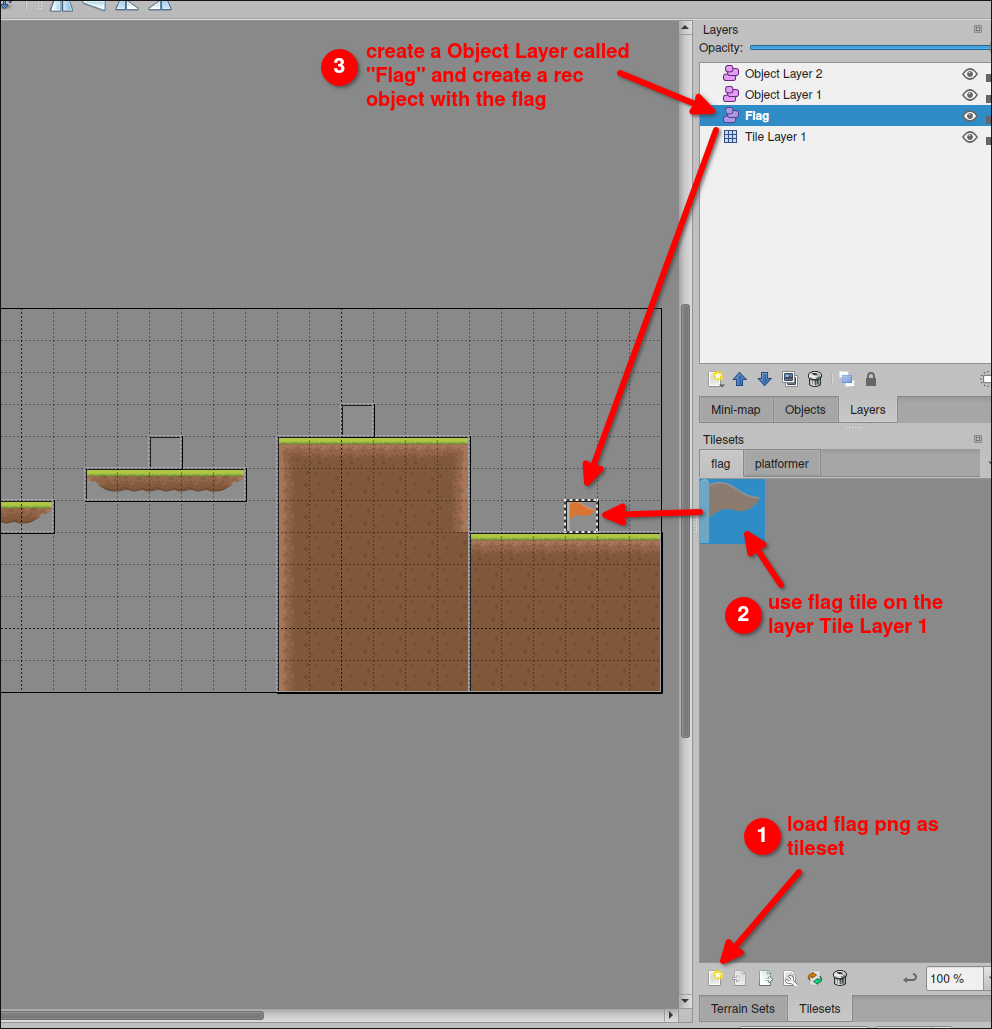 Layers
Opacity:
3
create a Object Layer called
"Flag" and create a rec
object with the flag
Object Layer 2
Object Layer 1
Flag
Tile Layer 1
Mini-map
Objects
Layers
Tilesets
flag
platformer
2
use flag tile on the
layer Tile Layer 1
1
load flag png as
tileset
100 %
Terrain Sets
Tilesets